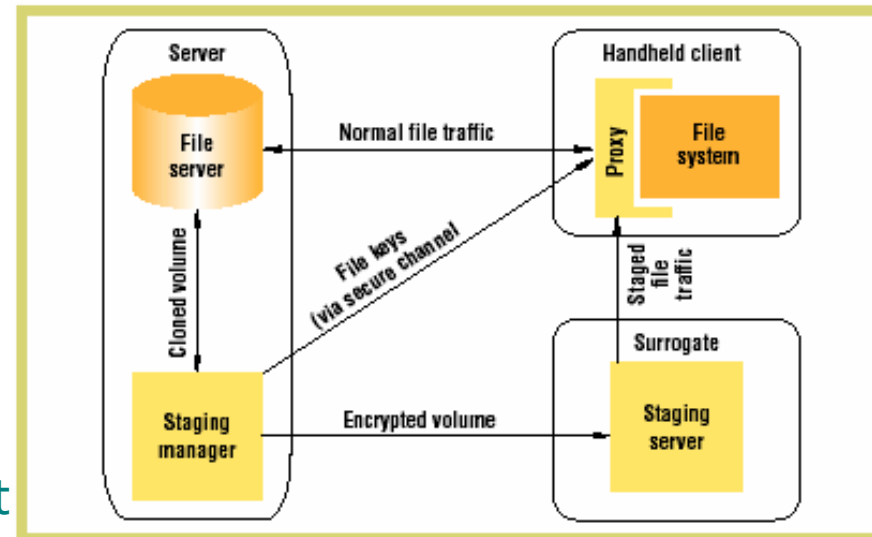 Server
Handheld client
File
server
Normal file traffic
Proxy
File
system
Cloned volume
File keys
(via secure channel
Staged
file
traffic
Surrogate
Staging
manager
Encrypted volume
Staging
server
t